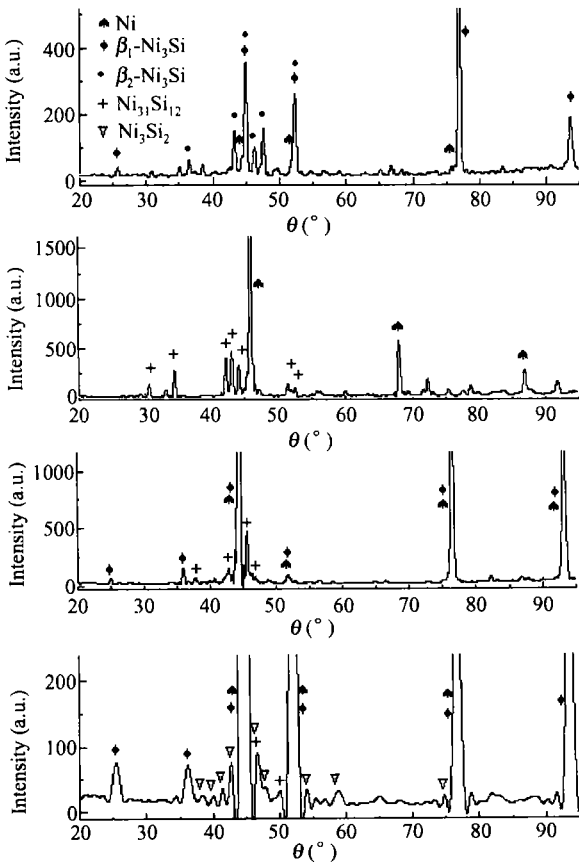 Intensity (a.u.)
400
200
0
♠ Ni
⌖ β₁-Ni₃Si
• β₂-Ni₃Si
+ Ni₃₁Si₁₂
▽ Ni₃Si₂
20 30 40 50 60 70 80 90
θ (°)
Intensity (a.u.)
1500
1000
500
0
20 30 40 50 60 70 80 90
θ (°)
Intensity (a.u.)
1000
500
0
20 30 40 50 60 70 80 90
θ (°)
Intensity (a.u.)
200
100
0
20 30 40 50 60 70 80 90
θ (°)